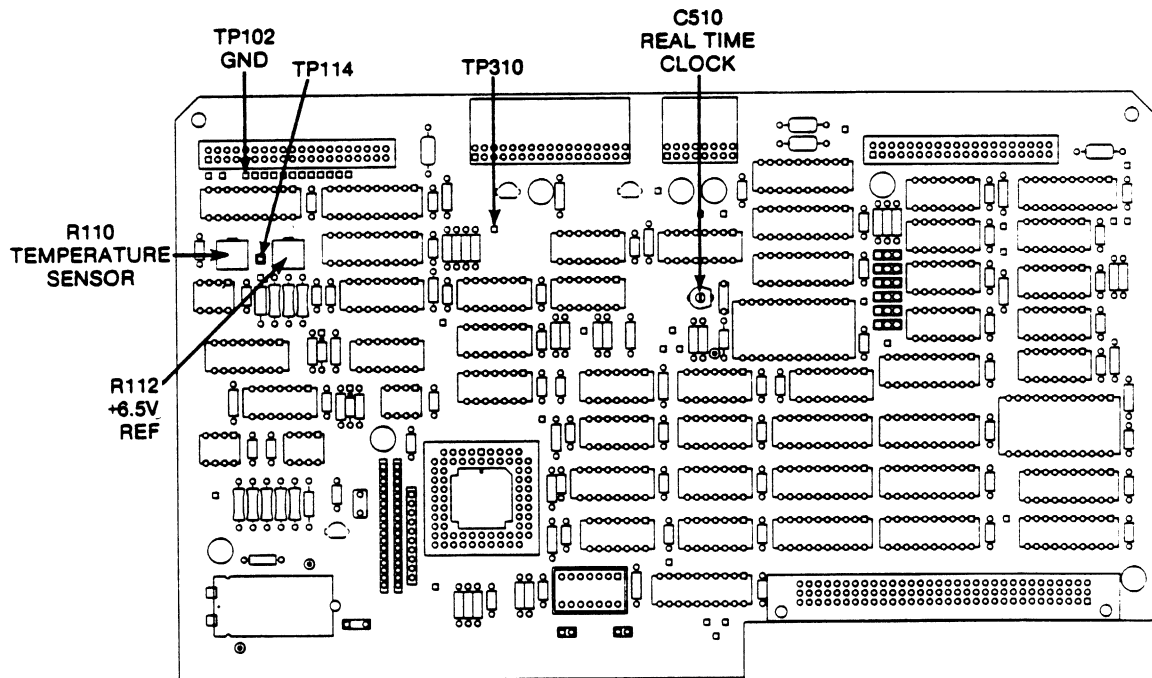 TP102
GND
TP114
TP310
C510
REAL TIME
CLOCK
R110
TEMPERATURE
SENSOR
R112
+6.5V
REF